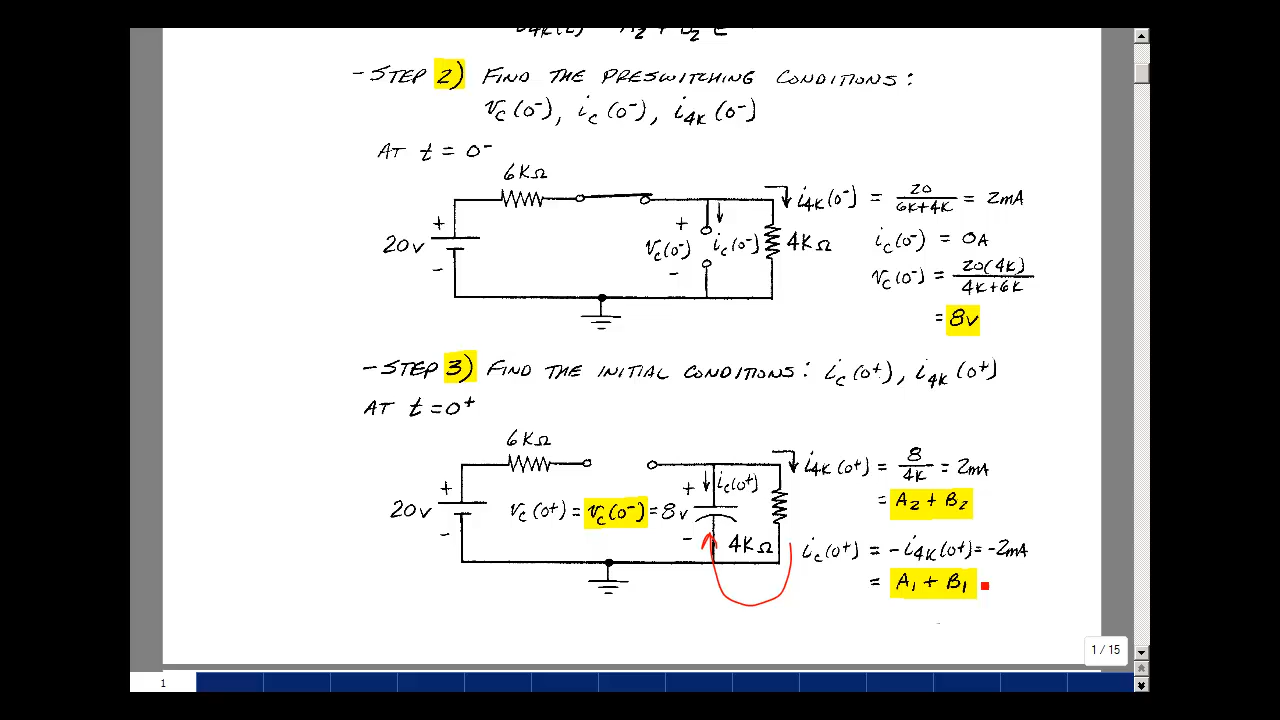 - STEP 2) FIND THE PRESWITCHING CONDITIONS:
v_c(0⁻), i_c(0⁻), i_4K(0⁻)
AT t = 0⁻
6KΩ
i_4K(0⁻) = 20/(6K+4K) = 2mA
+
+
20v
v_c(0⁻)
i_c(0⁻)
4KΩ
i_c(0⁻) = 0A
-
-
v_c(0⁻) = 20(4K)/(4K+6K)
= 8v
- STEP 3) FIND THE INITIAL CONDITIONS: i_c(0⁺), i_4K(0⁺)
AT t = 0⁺
6KΩ
i_4K(0⁺) = 8/4K = 2mA
= A₂ + B₂
+
+
i_c(0⁺)
20v
v_c(0⁺) = v_c(0⁻) = 8v
-
-
4KΩ
i_c(0⁺) = -i_4K(0⁺) = -2mA
= A₁ + B₁
1 / 15
1